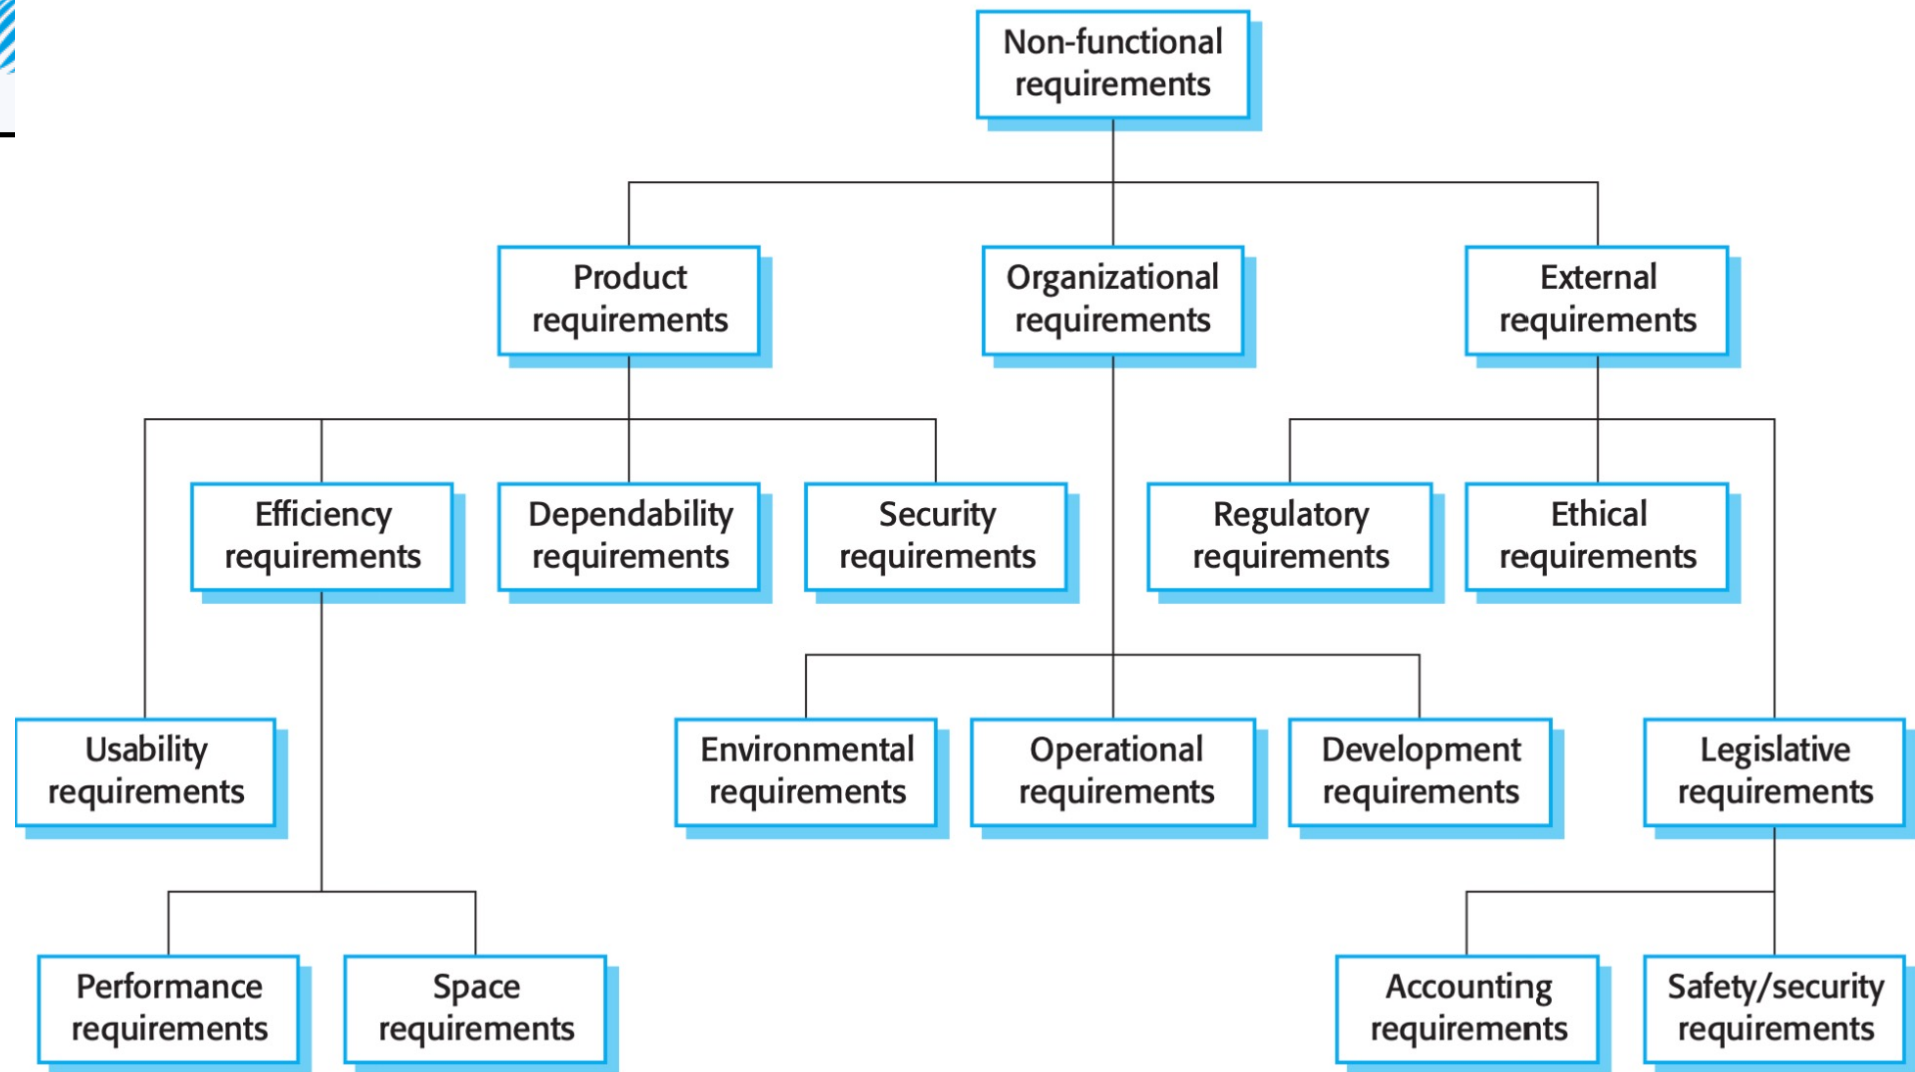 Non-functional
requirements
Product
requirements
Organizational
requirements
External
requirements
Efficiency
requirements
Dependability
requirements
Security
requirements
Regulatory
requirements
Ethical
requirements
Usability
requirements
Environmental
requirements
Operational
requirements
Development
requirements
Legislative
requirements
Performance
requirements
Space
requirements
Accounting
requirements
Safety/security
requirements